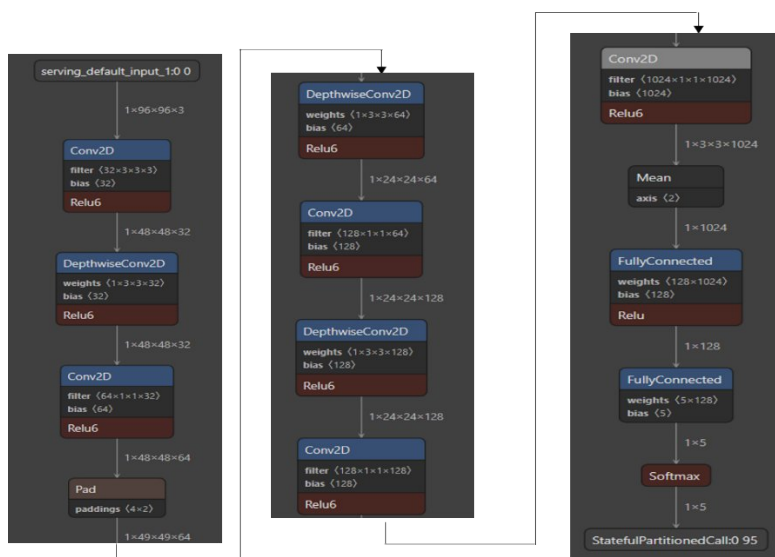 serving_default_input_1:0 0
1×96×96×3
Conv2D
filter ⟨32×3×3×3⟩
bias ⟨32⟩
Relu6
1×48×48×32
DepthwiseConv2D
weights ⟨1×3×3×32⟩
bias ⟨32⟩
Relu6
1×48×48×32
Conv2D
filter ⟨64×1×1×32⟩
bias ⟨64⟩
Relu6
1×48×48×64
Pad
paddings ⟨4×2⟩
1×49×49×64
DepthwiseConv2D
weights ⟨1×3×3×64⟩
bias ⟨64⟩
Relu6
1×24×24×64
Conv2D
filter ⟨128×1×1×64⟩
bias ⟨128⟩
Relu6
1×24×24×128
DepthwiseConv2D
weights ⟨1×3×3×128⟩
bias ⟨128⟩
Relu6
1×24×24×128
Conv2D
filter ⟨128×1×1×128⟩
bias ⟨128⟩
Relu6
Conv2D
filter ⟨1024×1×1×1024⟩
bias ⟨1024⟩
Relu6
1×3×3×1024
Mean
axis ⟨2⟩
1×1024
FullyConnected
weights ⟨128×1024⟩
bias ⟨128⟩
Relu
1×128
FullyConnected
weights ⟨5×128⟩
bias ⟨5⟩
1×5
Softmax
1×5
StatefulPartitionedCall:0 95